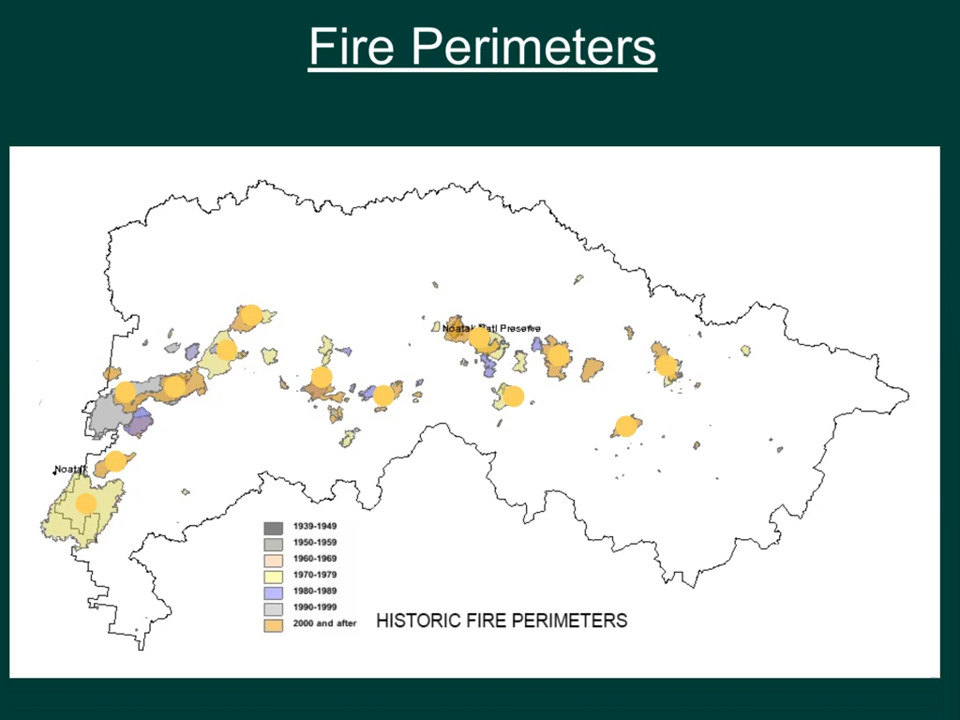 Fire Perimeters
Noatak Natl Preserve
Noatak
1939-1949
1950-1959
1960-1969
1970-1979
1980-1989
1990-1999
2000 and after
HISTORIC FIRE PERIMETERS